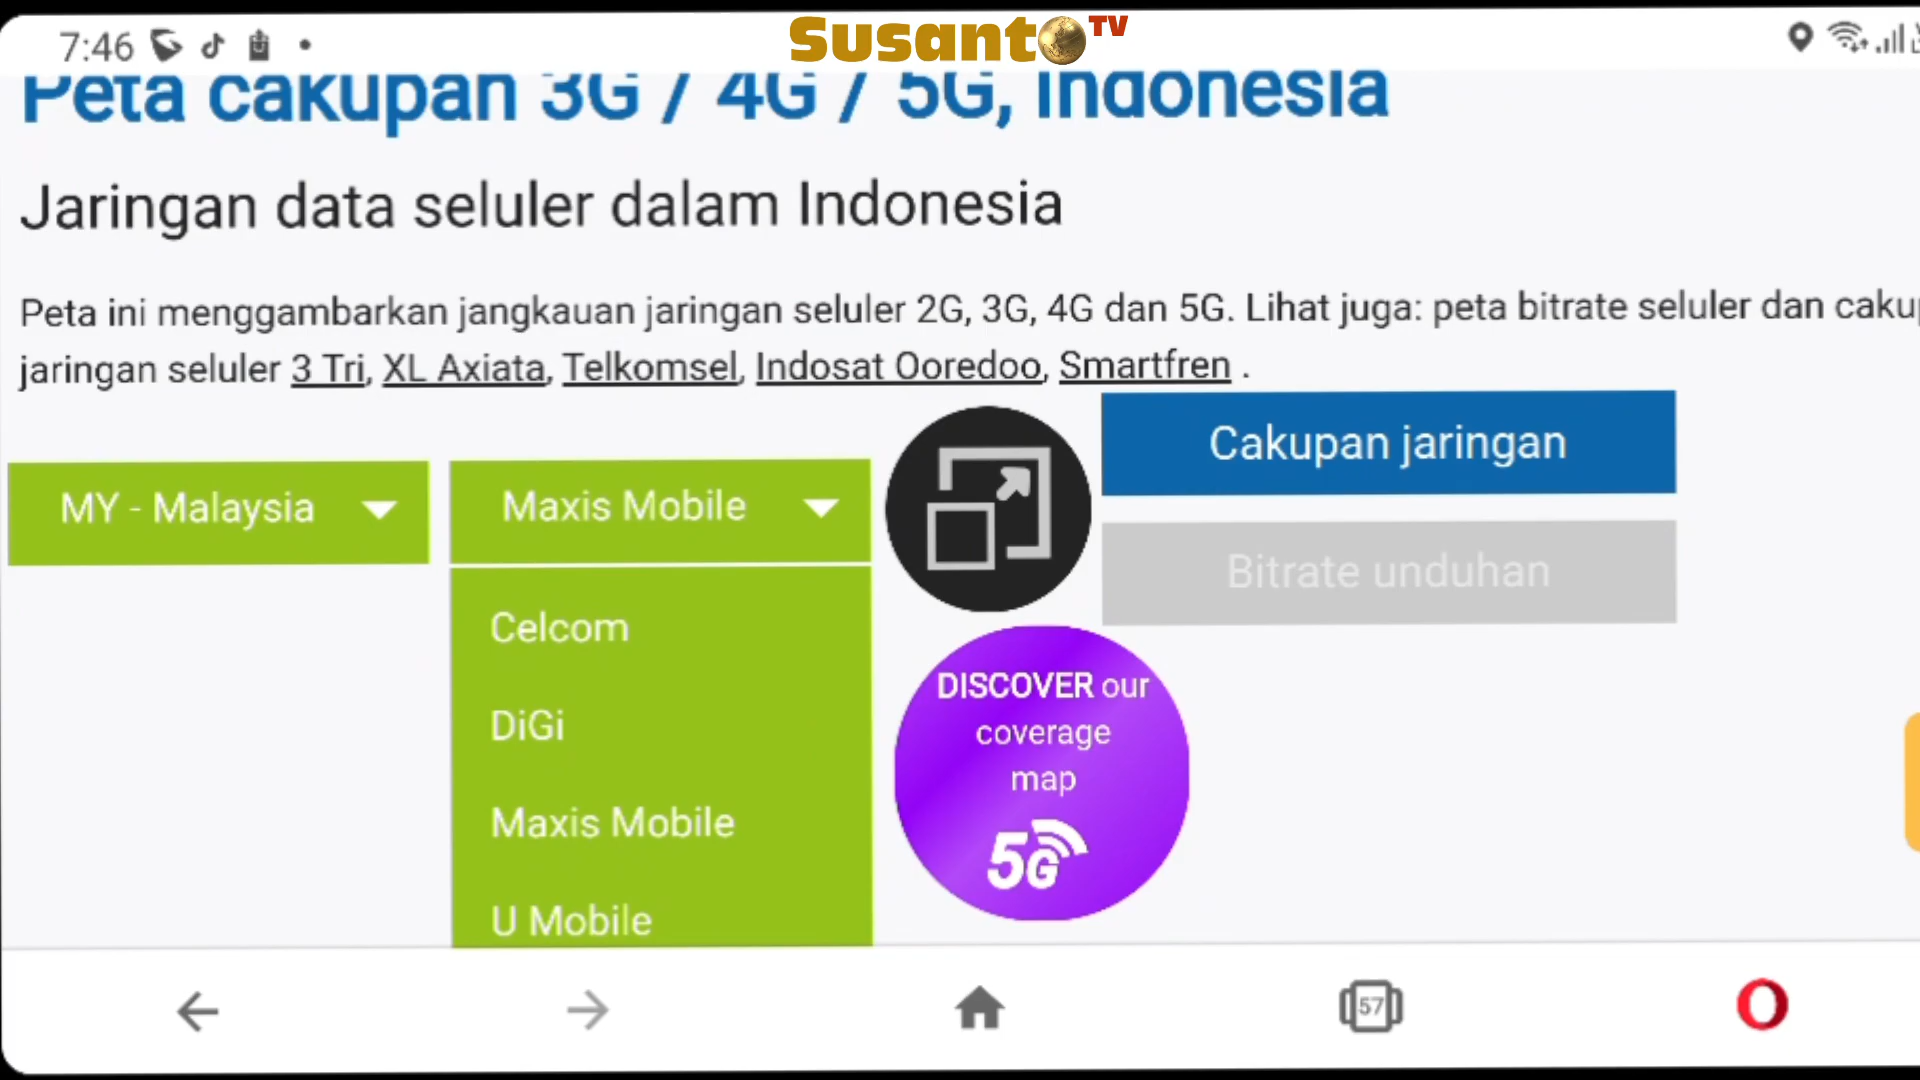 7:46
Susanto TV
Peta cakupan 3G / 4G / 5G, Indonesia
Jaringan data seluler dalam Indonesia
Peta ini menggambarkan jangkauan jaringan seluler 2G, 3G, 4G dan 5G. Lihat juga: peta bitrate seluler dan
jaringan seluler 3 Tri, XL Axiata, Telkomsel, Indosat Ooredoo, Smartfren .
Cakupan jaringan
MY - Malaysia
Maxis Mobile
Bitrate unduhan
Celcom
DiGi
Maxis Mobile
U Mobile
DISCOVER our
coverage
map
5G
57